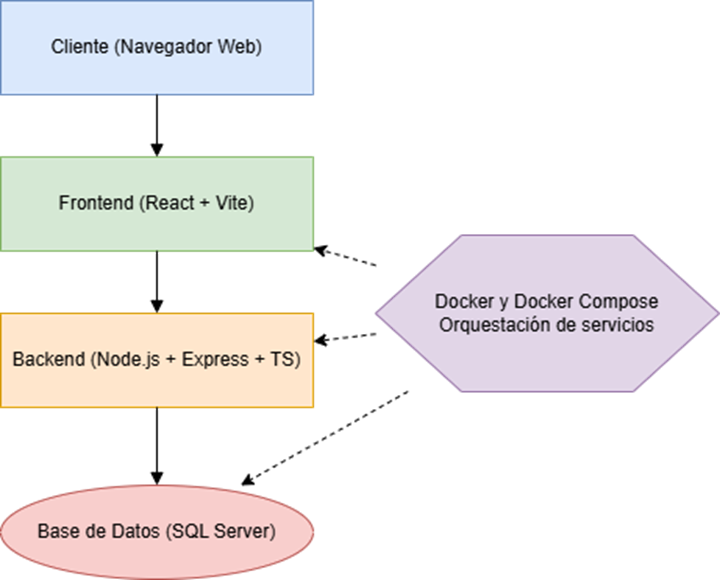 Cliente (Navegador Web)
Frontend (React + Vite)
Docker y Docker Compose
Orquestación de servicios
Backend (Node.js + Express + TS)
Base de Datos (SQL Server)